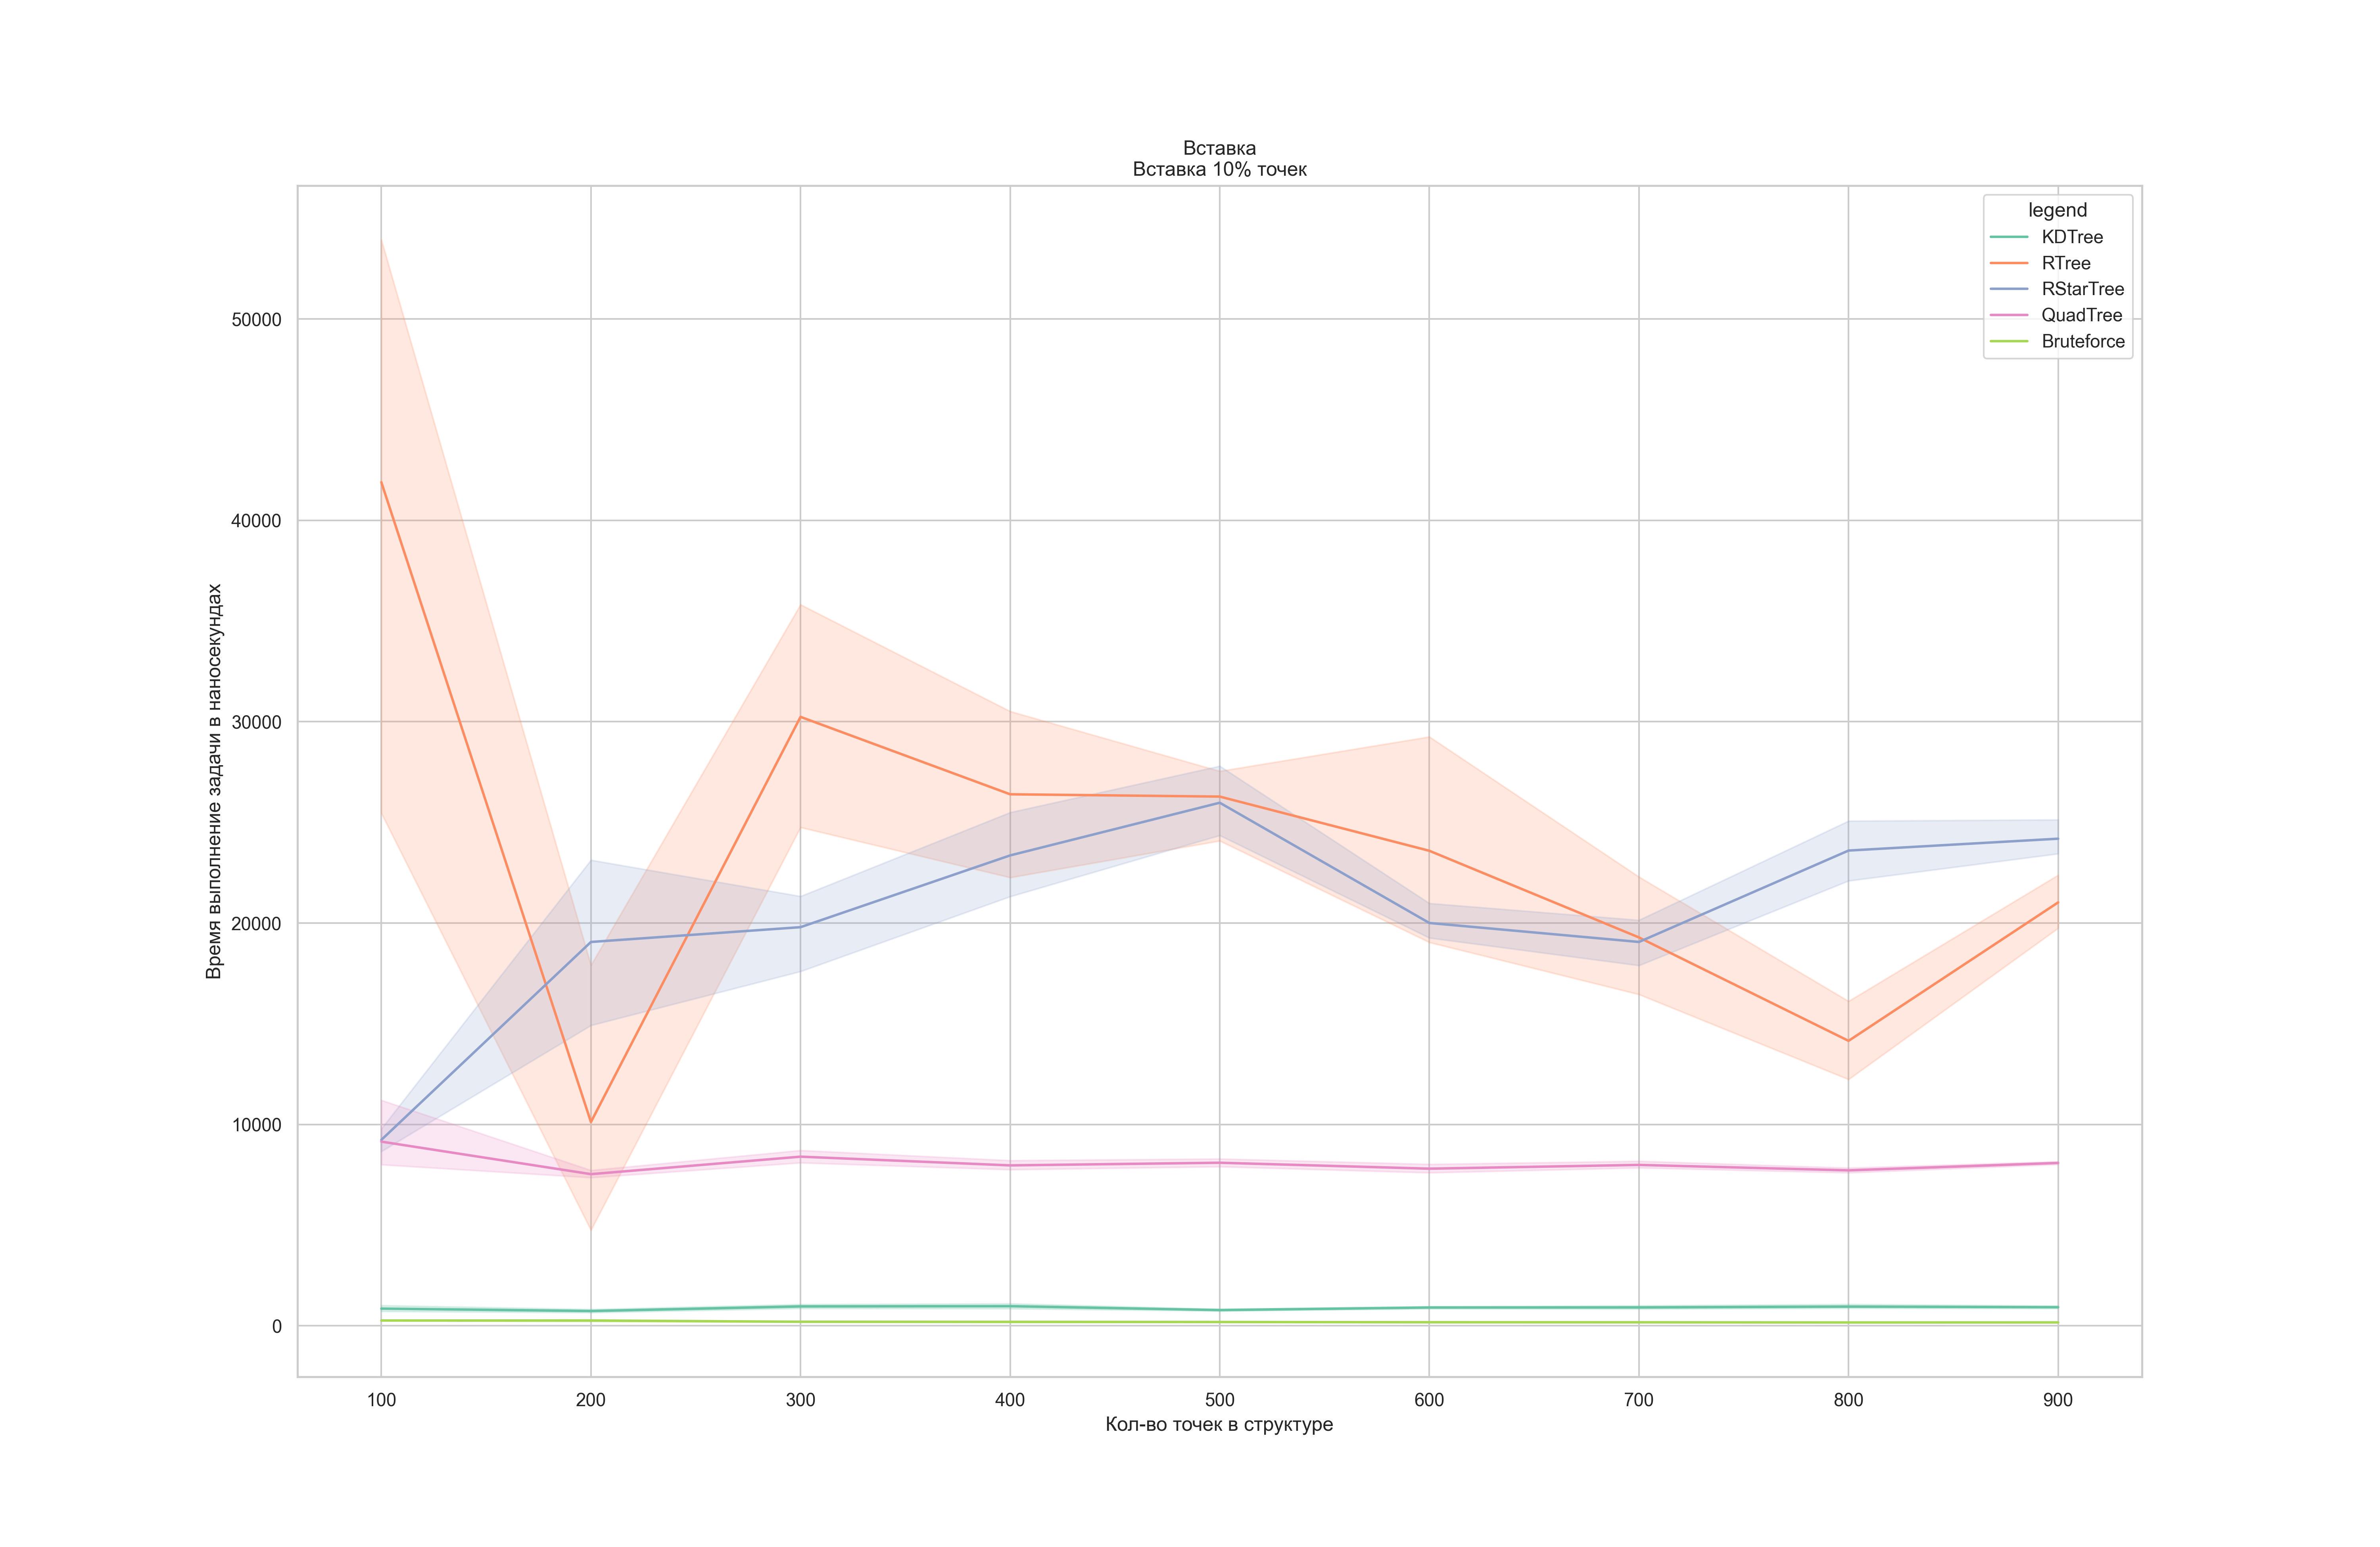 Вставка
Вставка 10% точек
legend
KDTree
RTree
RStarTree
QuadTree
Bruteforce
Время выполнение задачи в наносекундах
50000
40000
30000
20000
10000
0
100 200 300 400 500 600 700 800 900
Кол-во точек в структуре